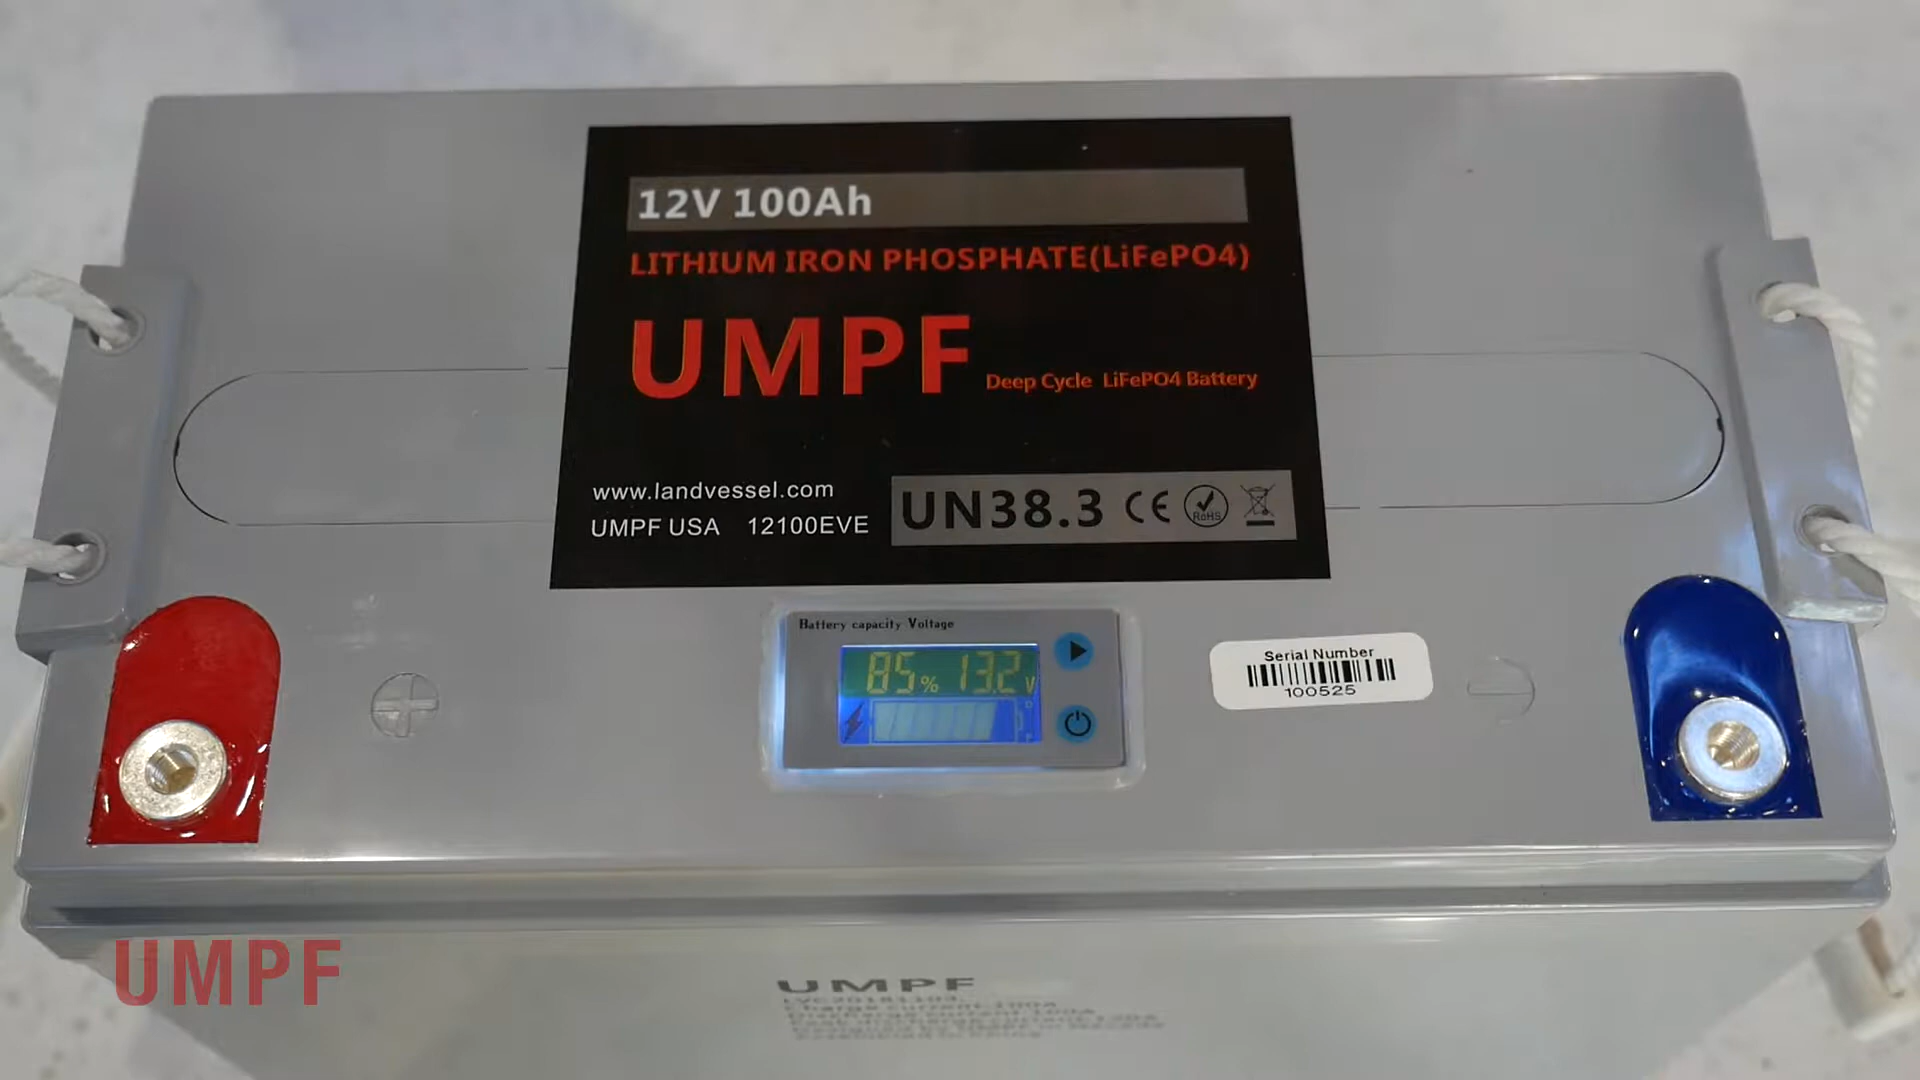 12V 100Ah
LITHIUM IRON PHOSPHATE(LiFePO4)
UMPF Deep Cycle LiFePO4 Battery
www.landvessel.com
UMPF USA 12100EVE
UN38.3 CE RoHS
Battery capacity Voltage
85% 13.2V
Serial Number
100525
UMPF
UMPF